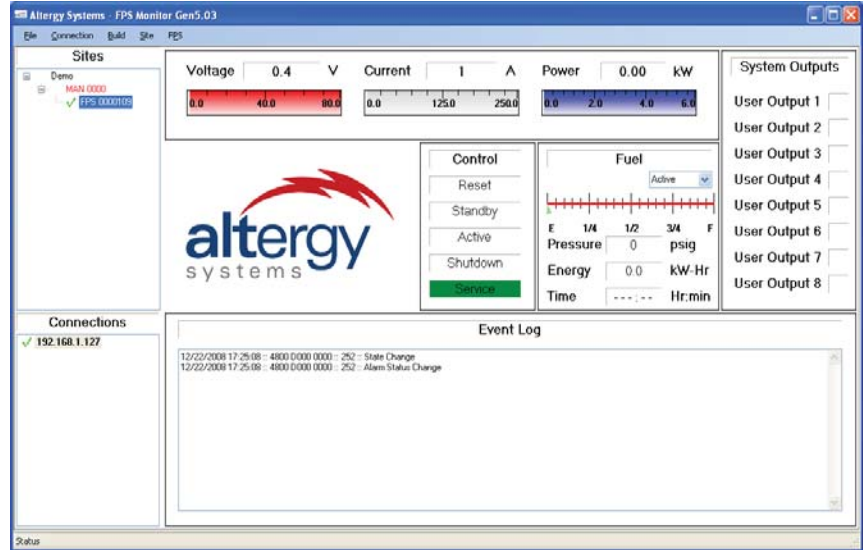 Altergy Systems - FPS Monitor Gen5.03
File Connection Build Site FPS
Sites
Demo
MAN 0000
FPS 0000109
Voltage 0.4 V Current 1 A Power 0.00 kW
0.0 40.0 80.0 0.0 125.0 250.0 0.0 2.0 4.0 6.0
System Outputs
User Output 1
User Output 2
User Output 3
User Output 4
User Output 5
User Output 6
User Output 7
User Output 8
altergy
systems
Control
Reset
Standby
Active
Shutdown
Service
Fuel
Active
E 1/4 1/2 3/4 F
Pressure 0 psig
Energy 0.0 kW-Hr
Time ---:-- Hr:min
Connections
192.168.1.127
Event Log
12/22/2008 17:25:08 :: 4800 D000 0000 :: 252 :: State Change
12/22/2008 17:25:08 :: 4800 D000 0000 :: 252 :: Alarm Status Change
Status